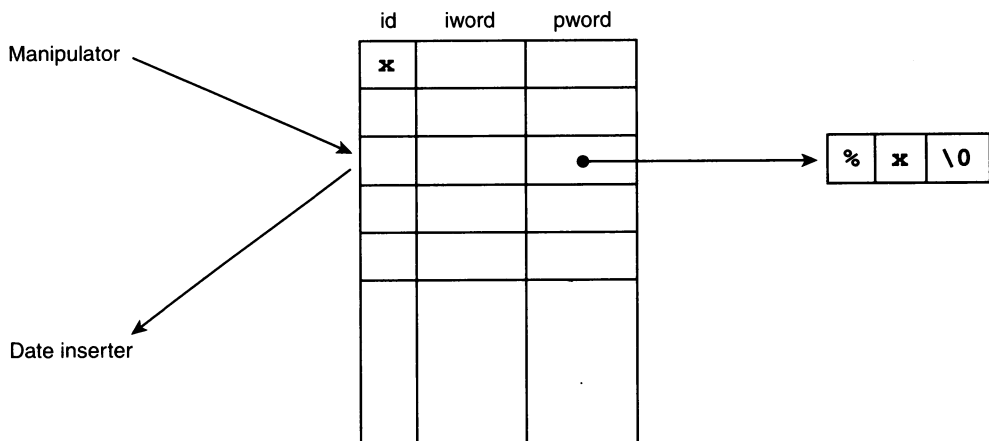 id iword pword
Manipulator
x
% x \0
Date inserter